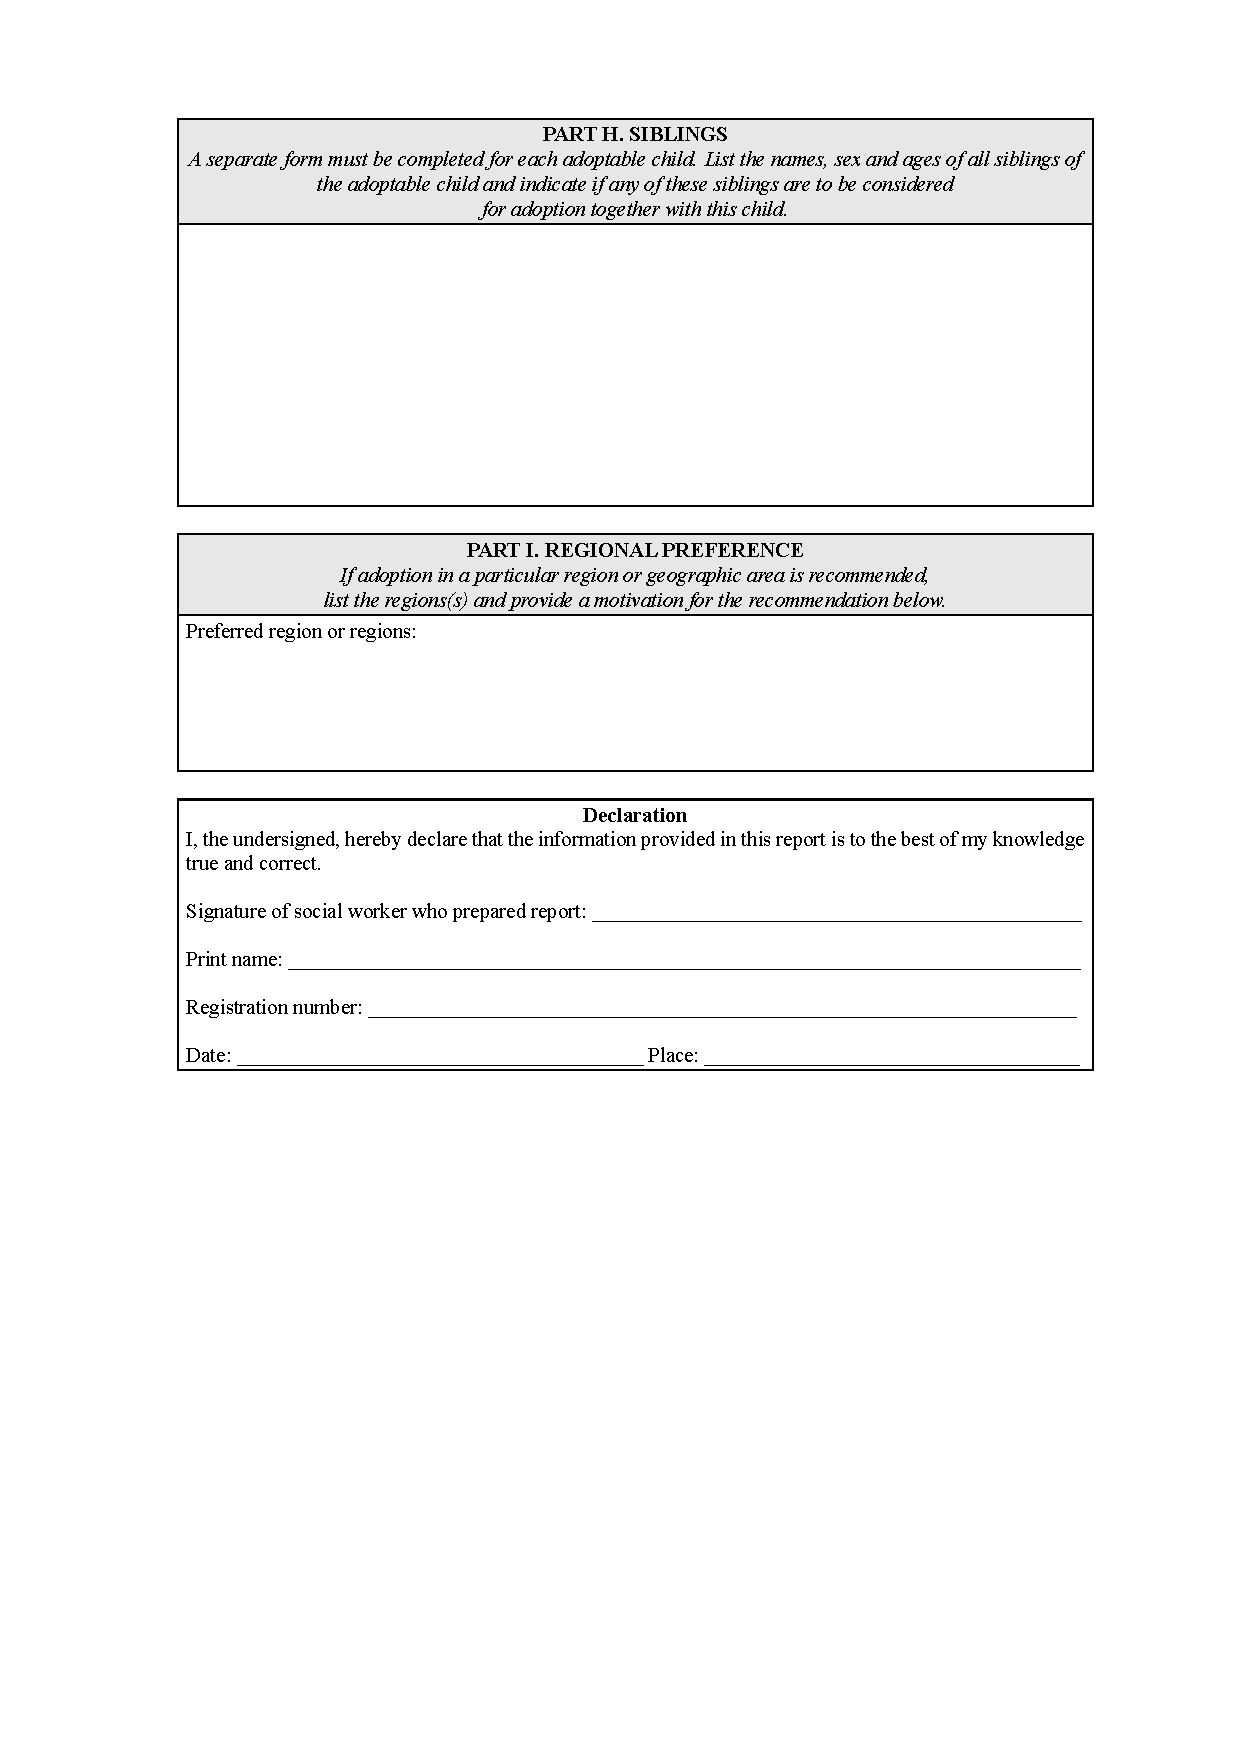 PART H. SIBLINGS
A separate form must be completed for each adoptable child. List the names, sex and ages of all siblings of
the adoptable child and indicate if any of these siblings are to be considered
for adoption together with this child.
PART I. REGIONAL PREFERENCE
If adoption in a particular region or geographic area is recommended,
list the regions(s) and provide a motivation for the recommendation below.
Preferred region or regions:
Declaration
I, the undersigned, hereby declare that the information provided in this report is to the best of my knowledge
true and correct.
Signature of social worker who prepared report: ______________________________________________
Print name: ___________________________________________________________________________
Registration number: ___________________________________________________________________
Date: ______________________________________ Place: ___________________________________